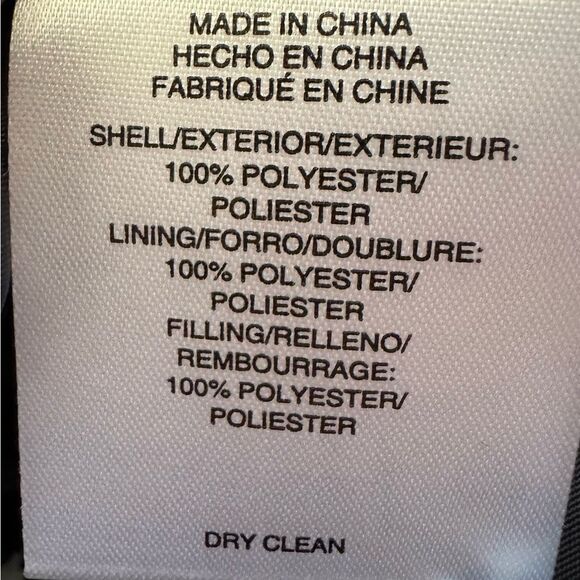 MADE IN CHINA
HECHO EN CHINA
FABRIQUÉ EN CHINE
SHELL/EXTERIOR/EXTERIEUR:
100% POLYESTER/
POLIESTER
LINING/FORRO/DOUBLURE:
100% POLYESTER/
POLIESTER
FILLING/RELLENO/
REMBOURRAGE:
100% POLYESTER/
POLIESTER
DRY CLEAN